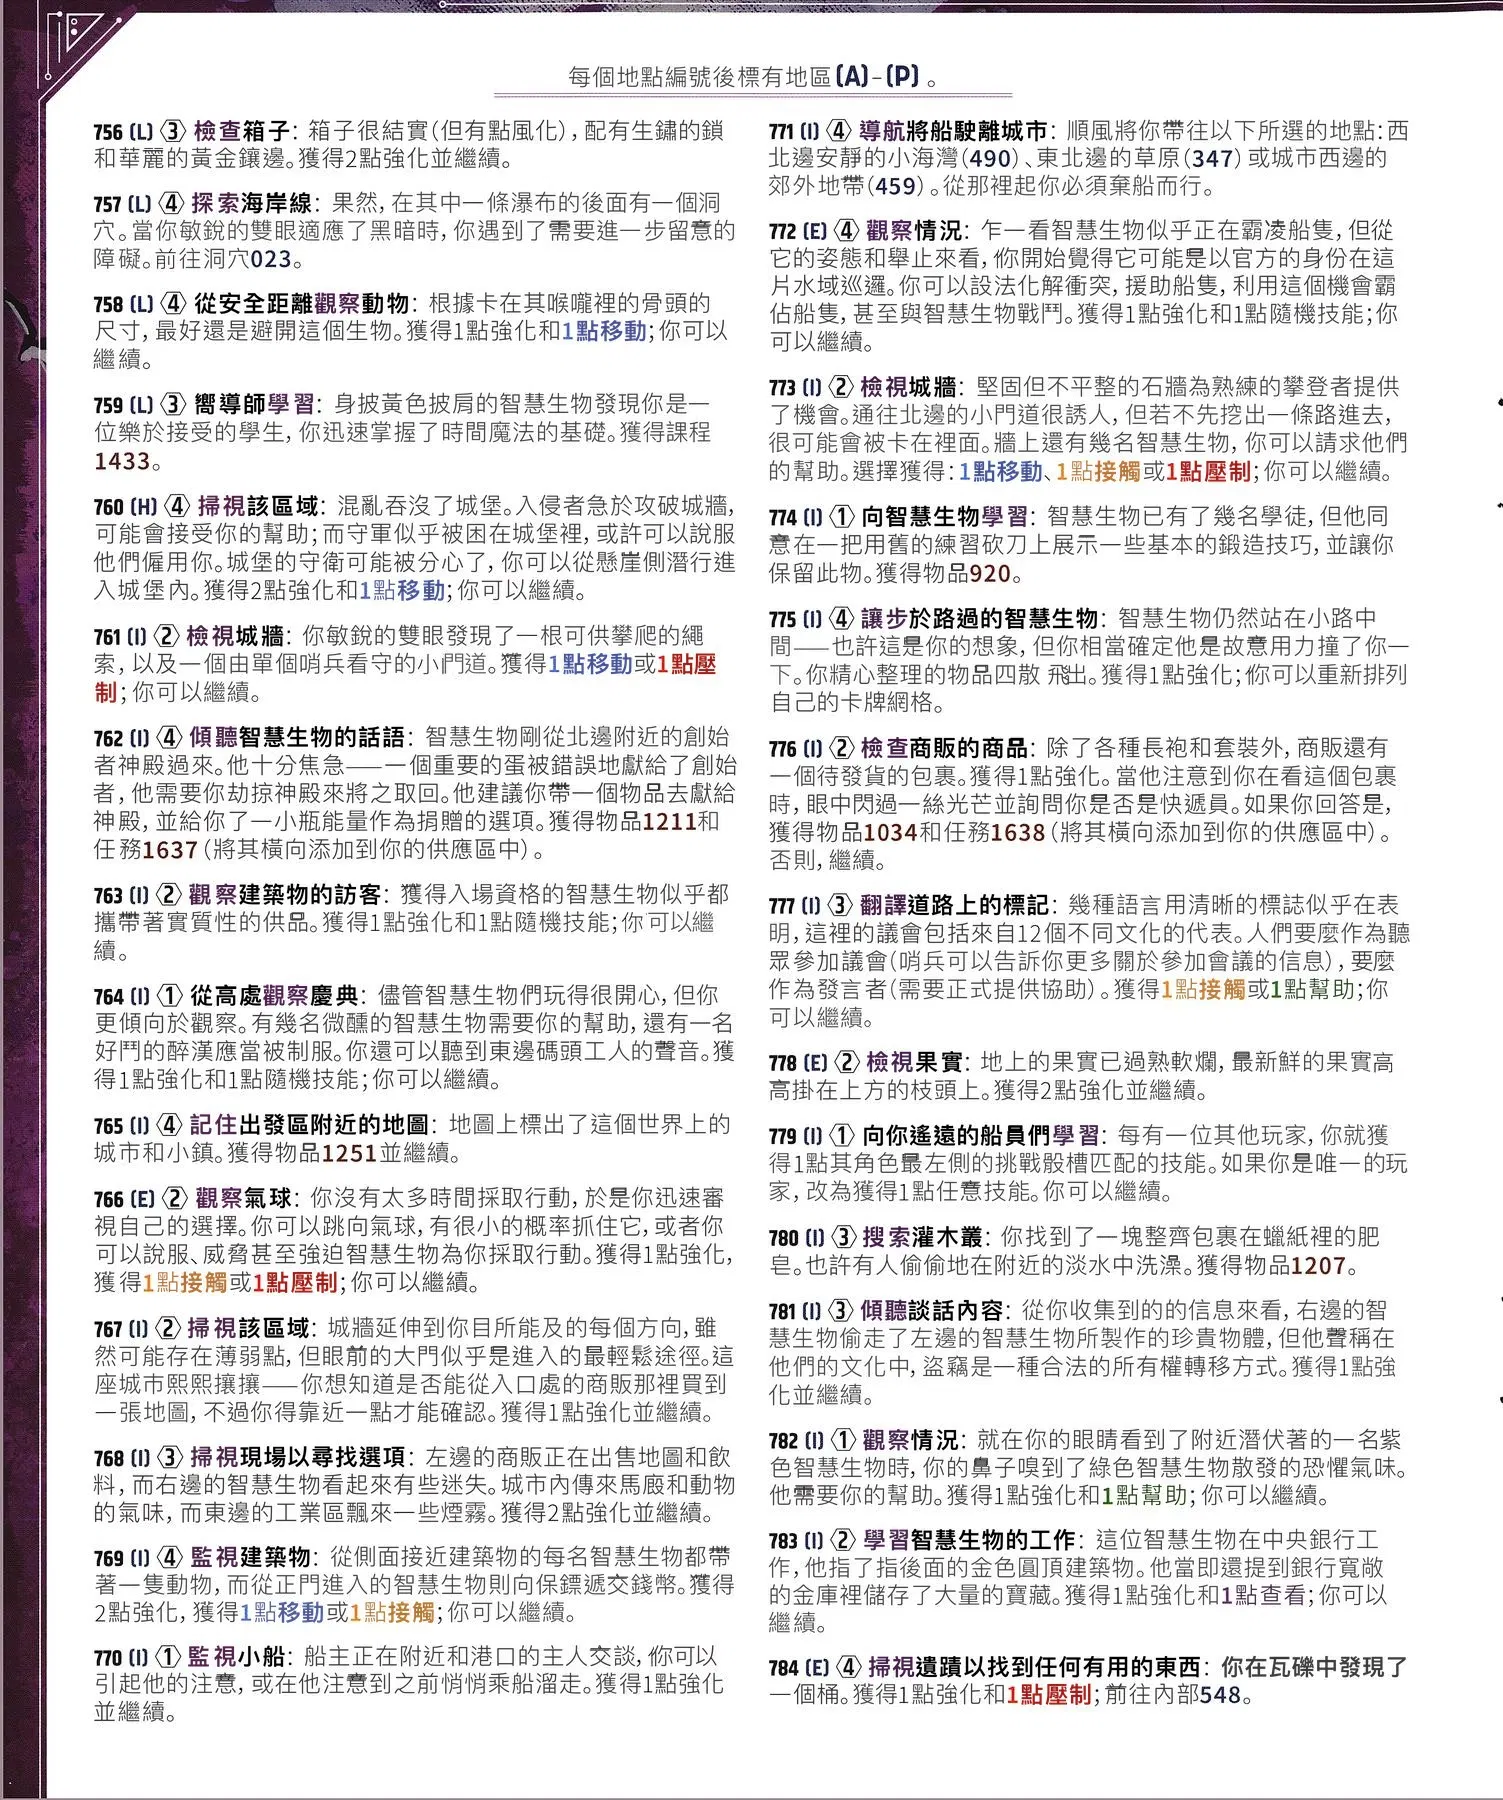 每個地點編號後標有地區(A)-(P)。
756 (L) ③ 檢查箱子：箱子很結實(但有點風化)，配有生鏽的鎖
和華麗的黃金鑲邊。獲得2點強化並繼續。
757 (L) ④ 探索海岸線：果然，在其中一條瀑布的後面有一個洞
穴。當你敏銳的雙眼適應了黑暗時，你遇到了需要進一步留意的
障礙。前往洞穴023。
758 (L) ④ 從安全距離觀察動物：根據卡在其喉嚨裡的骨頭的
尺寸，最好還是避開這個生物。獲得1點強化和1點移動；你可以
繼續。
759 (L) ③ 嚮導師學習：身披黃色披肩的智慧生物發現你是一
位樂於接受的學生，你迅速掌握了時間魔法的基礎。獲得課程
1433。
760 (H) ④ 掃視該區域：混亂吞沒了城堡。入侵者急於攻破城牆，
可能會接受你的幫助；而守軍似乎被困在城堡裡，或許可以說服
他們僱用你。城堡的守衛可能被分心了，你可以從懸崖側潛行進
入城堡內。獲得2點強化和1點移動；你可以繼續。
761 (I) ② 檢視城牆：你敏銳的雙眼發現了一根可供攀爬的繩
索，以及一個由單個哨兵看守的小門道。獲得1點移動或1點壓
制；你可以繼續。
762 (I) ④ 傾聽智慧生物的話語：智慧生物剛從北邊附近的創始
者神殿過來。他十分焦急——一個重要的蛋被錯誤地獻給了創始
者，他需要你劫掠神殿來將之取回。他建議你帶一個物品去獻給
神殿，並給你了一小瓶能量作為捐贈的選項。獲得物品1211和
任務1637(將其橫向添加到你的供應區中)。
763 (I) ② 觀察建築物的訪客：獲得入場資格的智慧生物似乎都
攜帶著實質性的供品。獲得1點強化和1點隨機技能；你可以繼
續。
764 (I) ① 從高處觀察慶典：儘管智慧生物們玩得很開心，但你
更傾向於觀察。有幾名微醺的智慧生物需要你的幫助，還有一名
好鬥的醉漢應當被制服。你還可以聽到東邊碼頭工人的聲音。獲
得1點強化和1點隨機技能；你可以繼續。
765 (I) ④ 記住出發區附近的地圖：地圖上標出了這個世界上的
城市和小鎮。獲得物品1251並繼續。
766 (E) ② 觀察氣球：你沒有太多時間採取行動，於是你迅速審
視自己的選擇。你可以跳向氣球，有很小的概率抓住它，或者你
可以說服、威脅甚至強迫智慧生物為你採取行動。獲得1點強化，
獲得1點接觸或1點壓制；你可以繼續。
767 (I) ② 掃視該區域：城牆延伸到你目所能及的每個方向，雖
然可能存在薄弱點，但眼前的大門似乎是進入的最輕鬆途徑。這
座城市熙熙攘攘——你想知道是否能從入口處的商販那裡買到
一張地圖，不過你得靠近一點才能確認。獲得1點強化並繼續。
768 (I) ③ 掃視現場以尋找選項：左邊的商販正在出售地圖和飲
料，而右邊的智慧生物看起來有些迷失。城市內傳來馬廄和動物
的氣味，而東邊的工業區飄來一些煙霧。獲得2點強化並繼續。
769 (I) ④ 監視建築物：從側面接近建築物的每名智慧生物都帶
著一隻動物，而從正門進入的智慧生物則向保鏢遞交錢幣。獲得
2點強化，獲得1點移動或1點接觸；你可以繼續。
770 (I) ① 監視小船：船主正在附近和港口的主人交談，你可以
引起他的注意，或在他注意到之前悄悄乘船溜走。獲得1點強化
並繼續。
771 (I) ④ 導航將船駛離城市：順風將你帶往以下所選的地點：西
北邊安靜的小海灣(490)、東北邊的草原(347)或城市西邊的
郊外地帶(459)。從那裡起你必須棄船而行。
772 (E) ④ 觀察情況：乍一看智慧生物似乎正在霸凌船隻，但從
它的姿態和舉止來看，你開始覺得它可能是以官方的身份在這
片水域巡邏。你可以設法化解衝突，援助船隻，利用這個機會霸
佔船隻，甚至與智慧生物戰鬥。獲得1點強化和1點隨機技能；你
可以繼續。
773 (I) ② 檢視城牆：堅固但不平整的石牆為熟練的攀登者提供
了機會。通往北邊的小門道很誘人，但若不先挖出一條路進去，
很可能會被卡在裡面。牆上還有幾名智慧生物，你可以請求他們
的幫助。選擇獲得：1點移動、1點接觸或1點壓制；你可以繼續。
774 (I) ① 向智慧生物學習：智慧生物已有了幾名學徒，但他同
意在一把用舊的練習砍刀上展示一些基本的鍛造技巧，並讓你
保留此物。獲得物品920。
775 (I) ④ 讓步於路過的智慧生物：智慧生物仍然站在小路中
間——也許這是你的想象，但你相當確定他是故意用力撞了你一
下。你精心整理的物品四散 飛出。獲得1點強化；你可以重新排列
自己的卡牌網格。
776 (I) ② 檢查商販的商品：除了各種長袍和套裝外，商販還有
一個待發貨的包裹。獲得1點強化。當他注意到你在看這個包裹
時，眼中閃過一絲光芒並詢問你是否是快遞員。如果你回答是，
獲得物品1034和任務1638(將其橫向添加到你的供應區中)。
否則，繼續。
777 (I) ③ 翻譯道路上的標記：幾種語言用清晰的標誌似乎在表
明，這裡的議會包括來自12個不同文化的代表。人們要麼作為聽
眾參加議會(哨兵可以告訴你更多關於參加會議的信息)，要麼
作為發言者(需要正式提供協助)。獲得1點接觸或1點幫助；你
可以繼續。
778 (E) ② 檢視果實：地上的果實已過熟軟爛，最新鮮的果實高
高掛在上方的枝頭上。獲得2點強化並繼續。
779 (I) ① 向你遙遠的船員們學習：每有一位其他玩家，你就獲
得1點其角色最左側的挑戰骰槽匹配的技能。如果你是唯一的玩
家，改為獲得1點任意技能。你可以繼續。
780 (I) ③ 搜索灌木叢：你找到了一塊整齊包裹在蠟紙裡的肥
皂。也許有人偷偷地在附近的淡水中洗澡。獲得物品1207。
781 (I) ③ 傾聽談話內容：從你收集到的的信息來看，右邊的智
慧生物偷走了左邊的智慧生物所製作的珍貴物體，但他聲稱在
他們的文化中，盜竊是一種合法的所有權轉移方式。獲得1點強
化並繼續。
782 (I) ① 觀察情況：就在你的眼睛看到了附近潛伏著的一名紫
色智慧生物時，你的鼻子嗅到了綠色智慧生物散發的恐懼氣味。
他需要你的幫助。獲得1點強化和1點幫助；你可以繼續。
783 (I) ② 學習智慧生物的工作：這位智慧生物在中央銀行工
作，他指了指後面的金色圓頂建築物。他當即還提到銀行寬敞
的金庫裡儲存了大量的寶藏。獲得1點強化和1點查看；你可以
繼續。
784 (E) ④ 掃視遺蹟以找到任何有用的東西：你在瓦礫中發現了
一個桶。獲得1點強化和1點壓制；前往內部548。